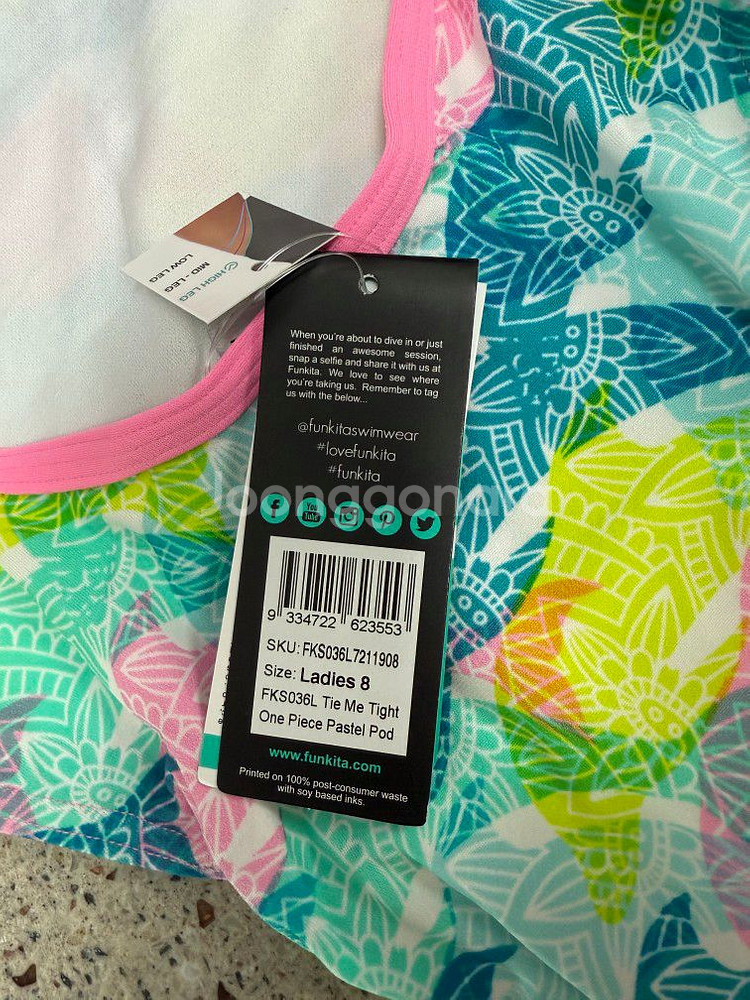 HIGH LEG
MID - LEG
LOW LEG
When you're about to dive in or just
finished an awesome session,
snap a selfie and share it with us at
Funkita. We love to see where
you're taking us. Remember to tag
us with the below...
@funkitaswimwear
#lovefunkita
#funkita
Joonggonara
You
Tube
9 334722 623553
SKU: FKS036L7211908
Size: Ladies 8
FKS036L Tie Me Tight
One Piece Pastel Pod
www.funkita.com
Printed on 100% post-consumer waste
with soy based inks.